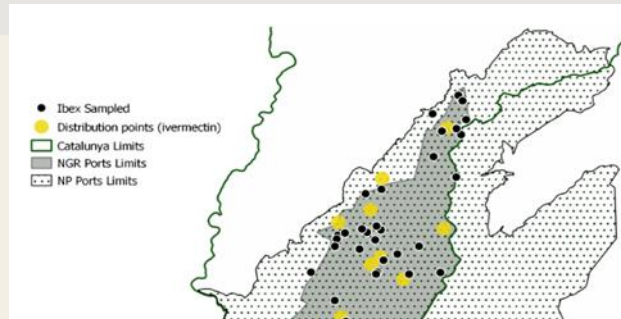 Ibex Sampled
Distribution points (ivermectin)
Catalunya Limits
NGR Ports Limits
NP Ports Limits